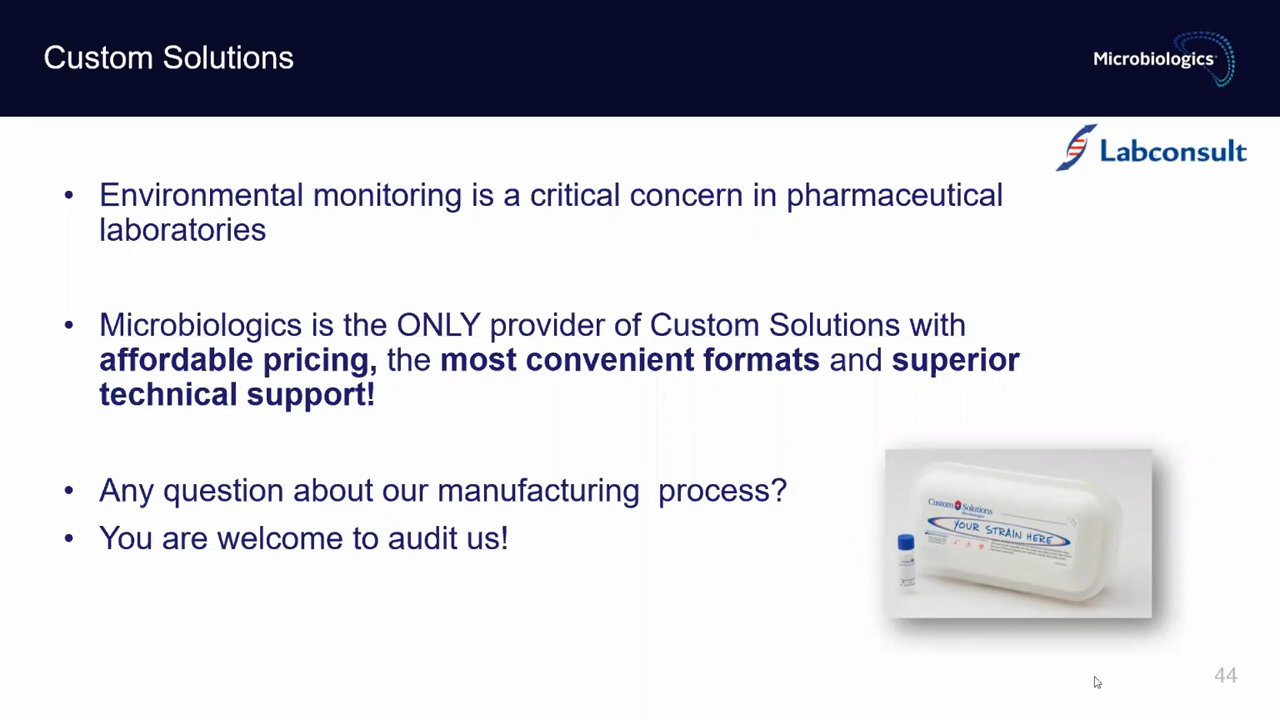 Custom Solutions
Microbiologics
Labconsult
• Environmental monitoring is a critical concern in pharmaceutical
laboratories
• Microbiologics is the ONLY provider of Custom Solutions with
affordable pricing, the most convenient formats and superior
technical support!
• Any question about our manufacturing  process?
• You are welcome to audit us!
Custom Solutions
YOUR STRAIN HERE
44